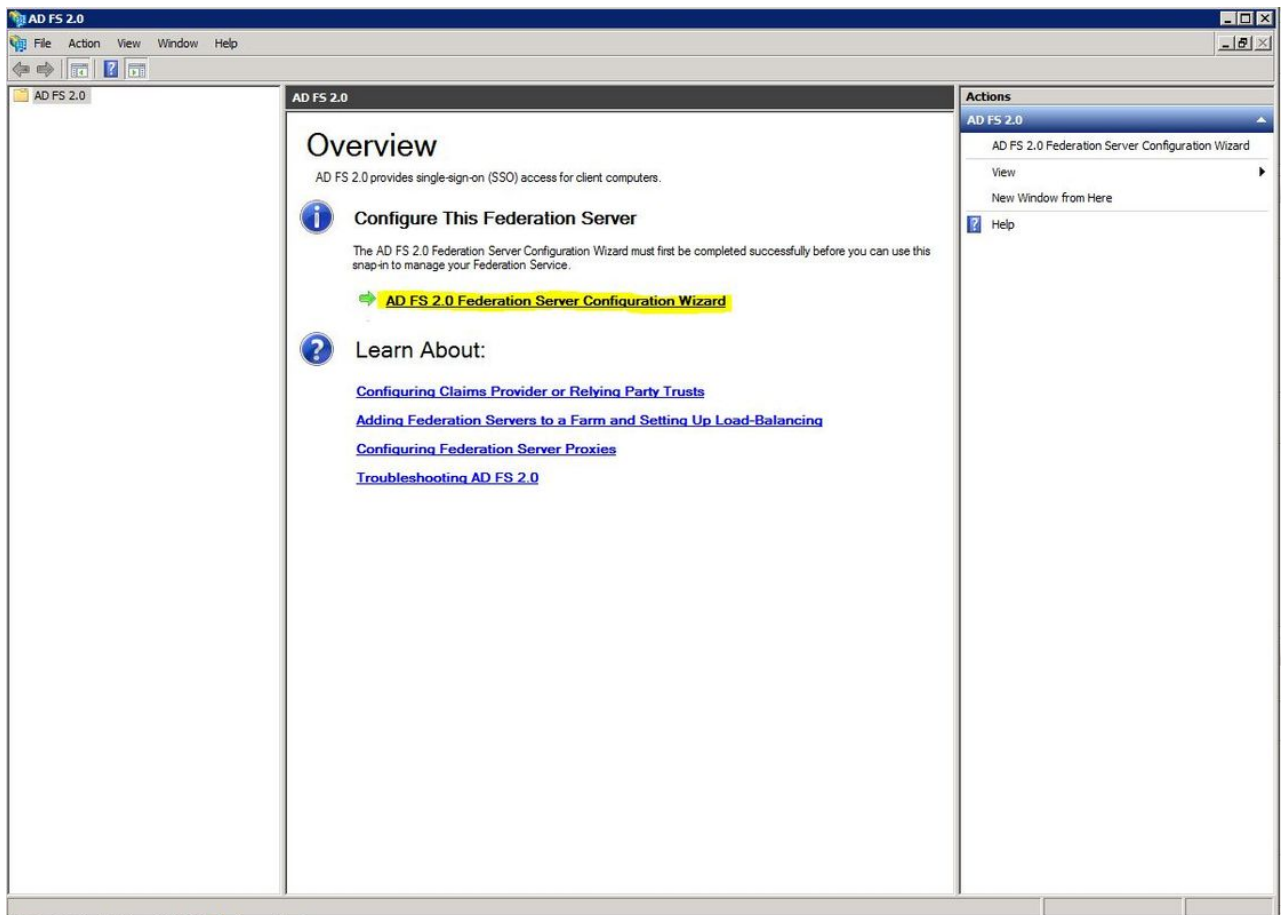 AD FS 2.0
File Action View Window Help
AD FS 2.0
AD FS 2.0
Overview
AD FS 2.0 provides single-sign-on (SSO) access for client computers.
Configure This Federation Server
The AD FS 2.0 Federation Server Configuration Wizard must first be completed successfully before you can use this
snap-in to manage your Federation Service.
AD FS 2.0 Federation Server Configuration Wizard
Learn About:
Configuring Claims Provider or Relying Party Trusts
Adding Federation Servers to a Farm and Setting Up Load-Balancing
Configuring Federation Server Proxies
Troubleshooting AD FS 2.0
Actions
AD FS 2.0
AD FS 2.0 Federation Server Configuration Wizard
View
New Window from Here
Help